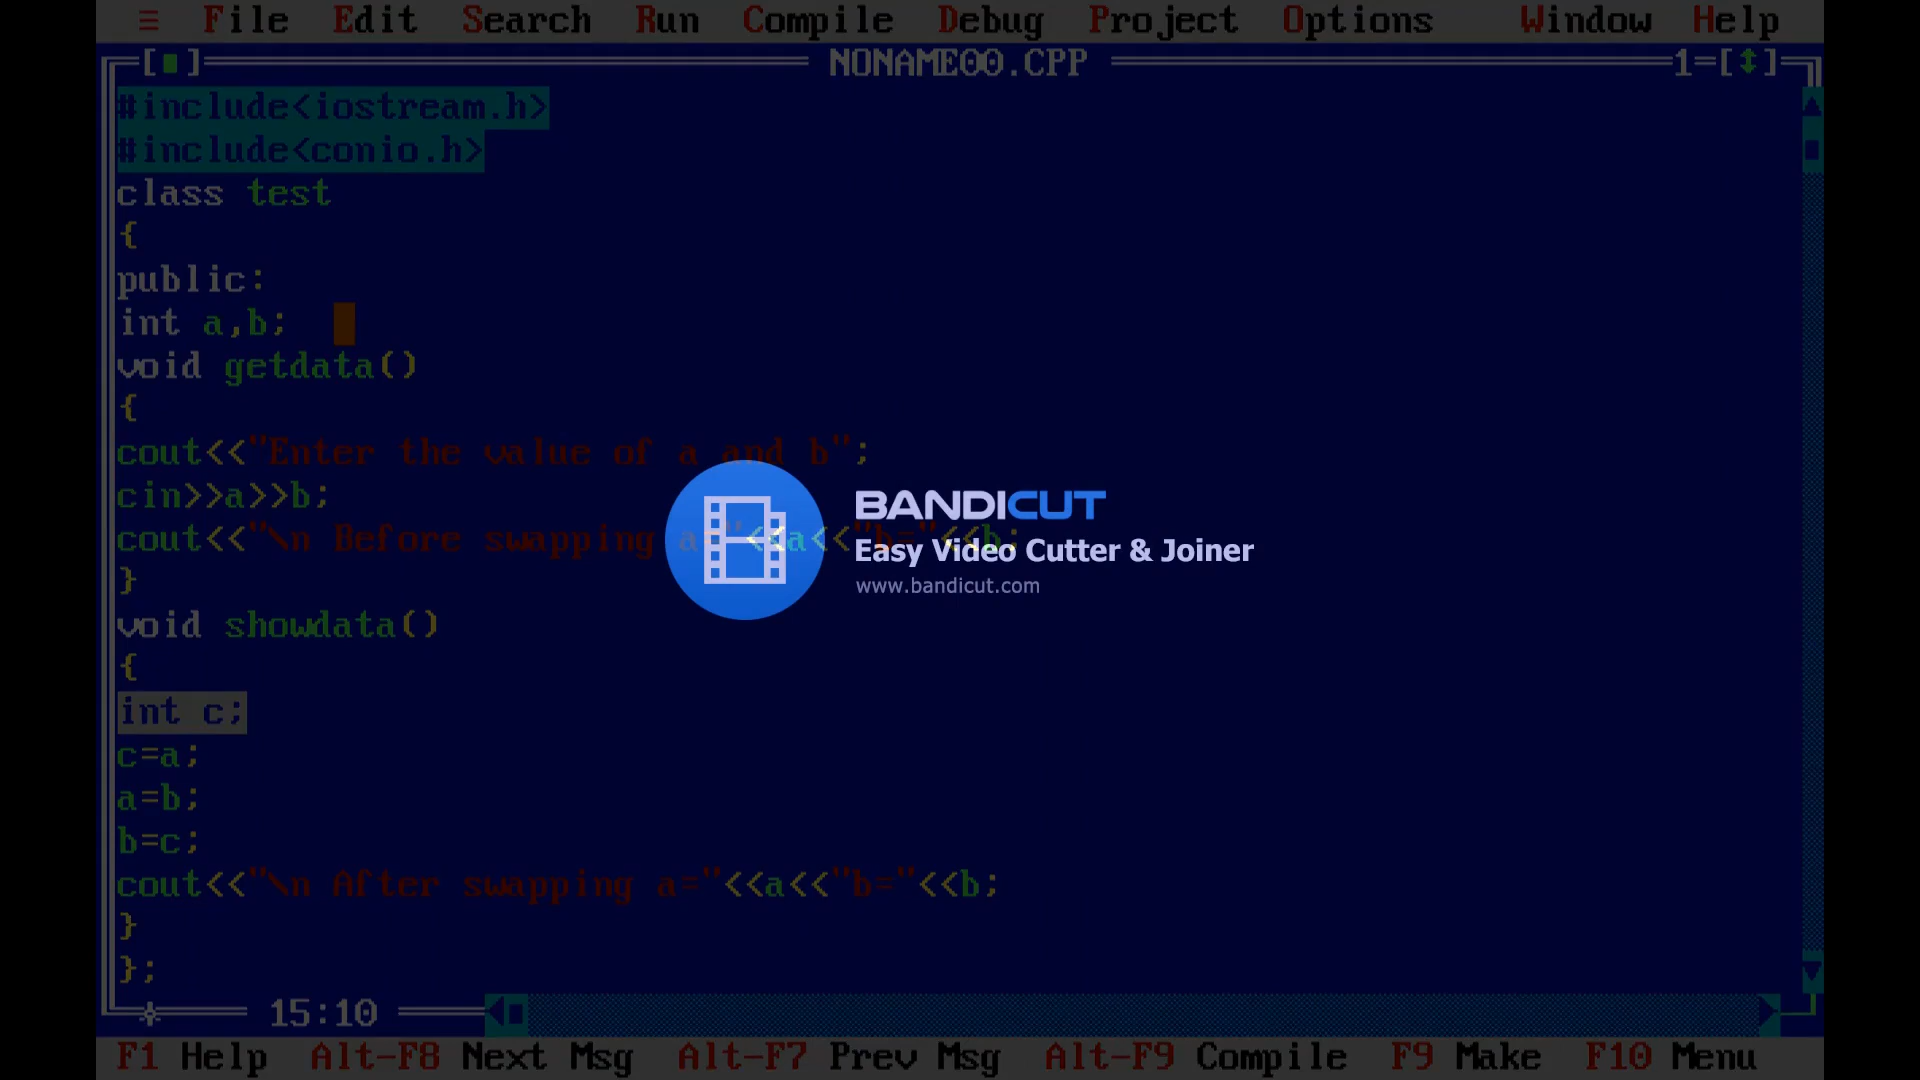 ≡ File Edit Search Run Compile Debug Project Options Window Help
[■] NONAME00.CPP 1=[↕]
#include<iostream.h>
#include<conio.h>
class test
{
public:
int a,b;
void getdata()
{
cout<<"Enter the value of a and b";
cin>>a>>b;
cout<<"\n Before swapping a="<<a<<"b="<<b;
}
void showdata()
{
int c;
c=a;
a=b;
b=c;
cout<<"\n After swapping a="<<a<<"b="<<b;
}
};
15:10
F1 Help Alt-F8 Next Msg Alt-F7 Prev Msg Alt-F9 Compile F9 Make F10 Menu
BANDICUT
Easy Video Cutter & Joiner
www.bandicut.com